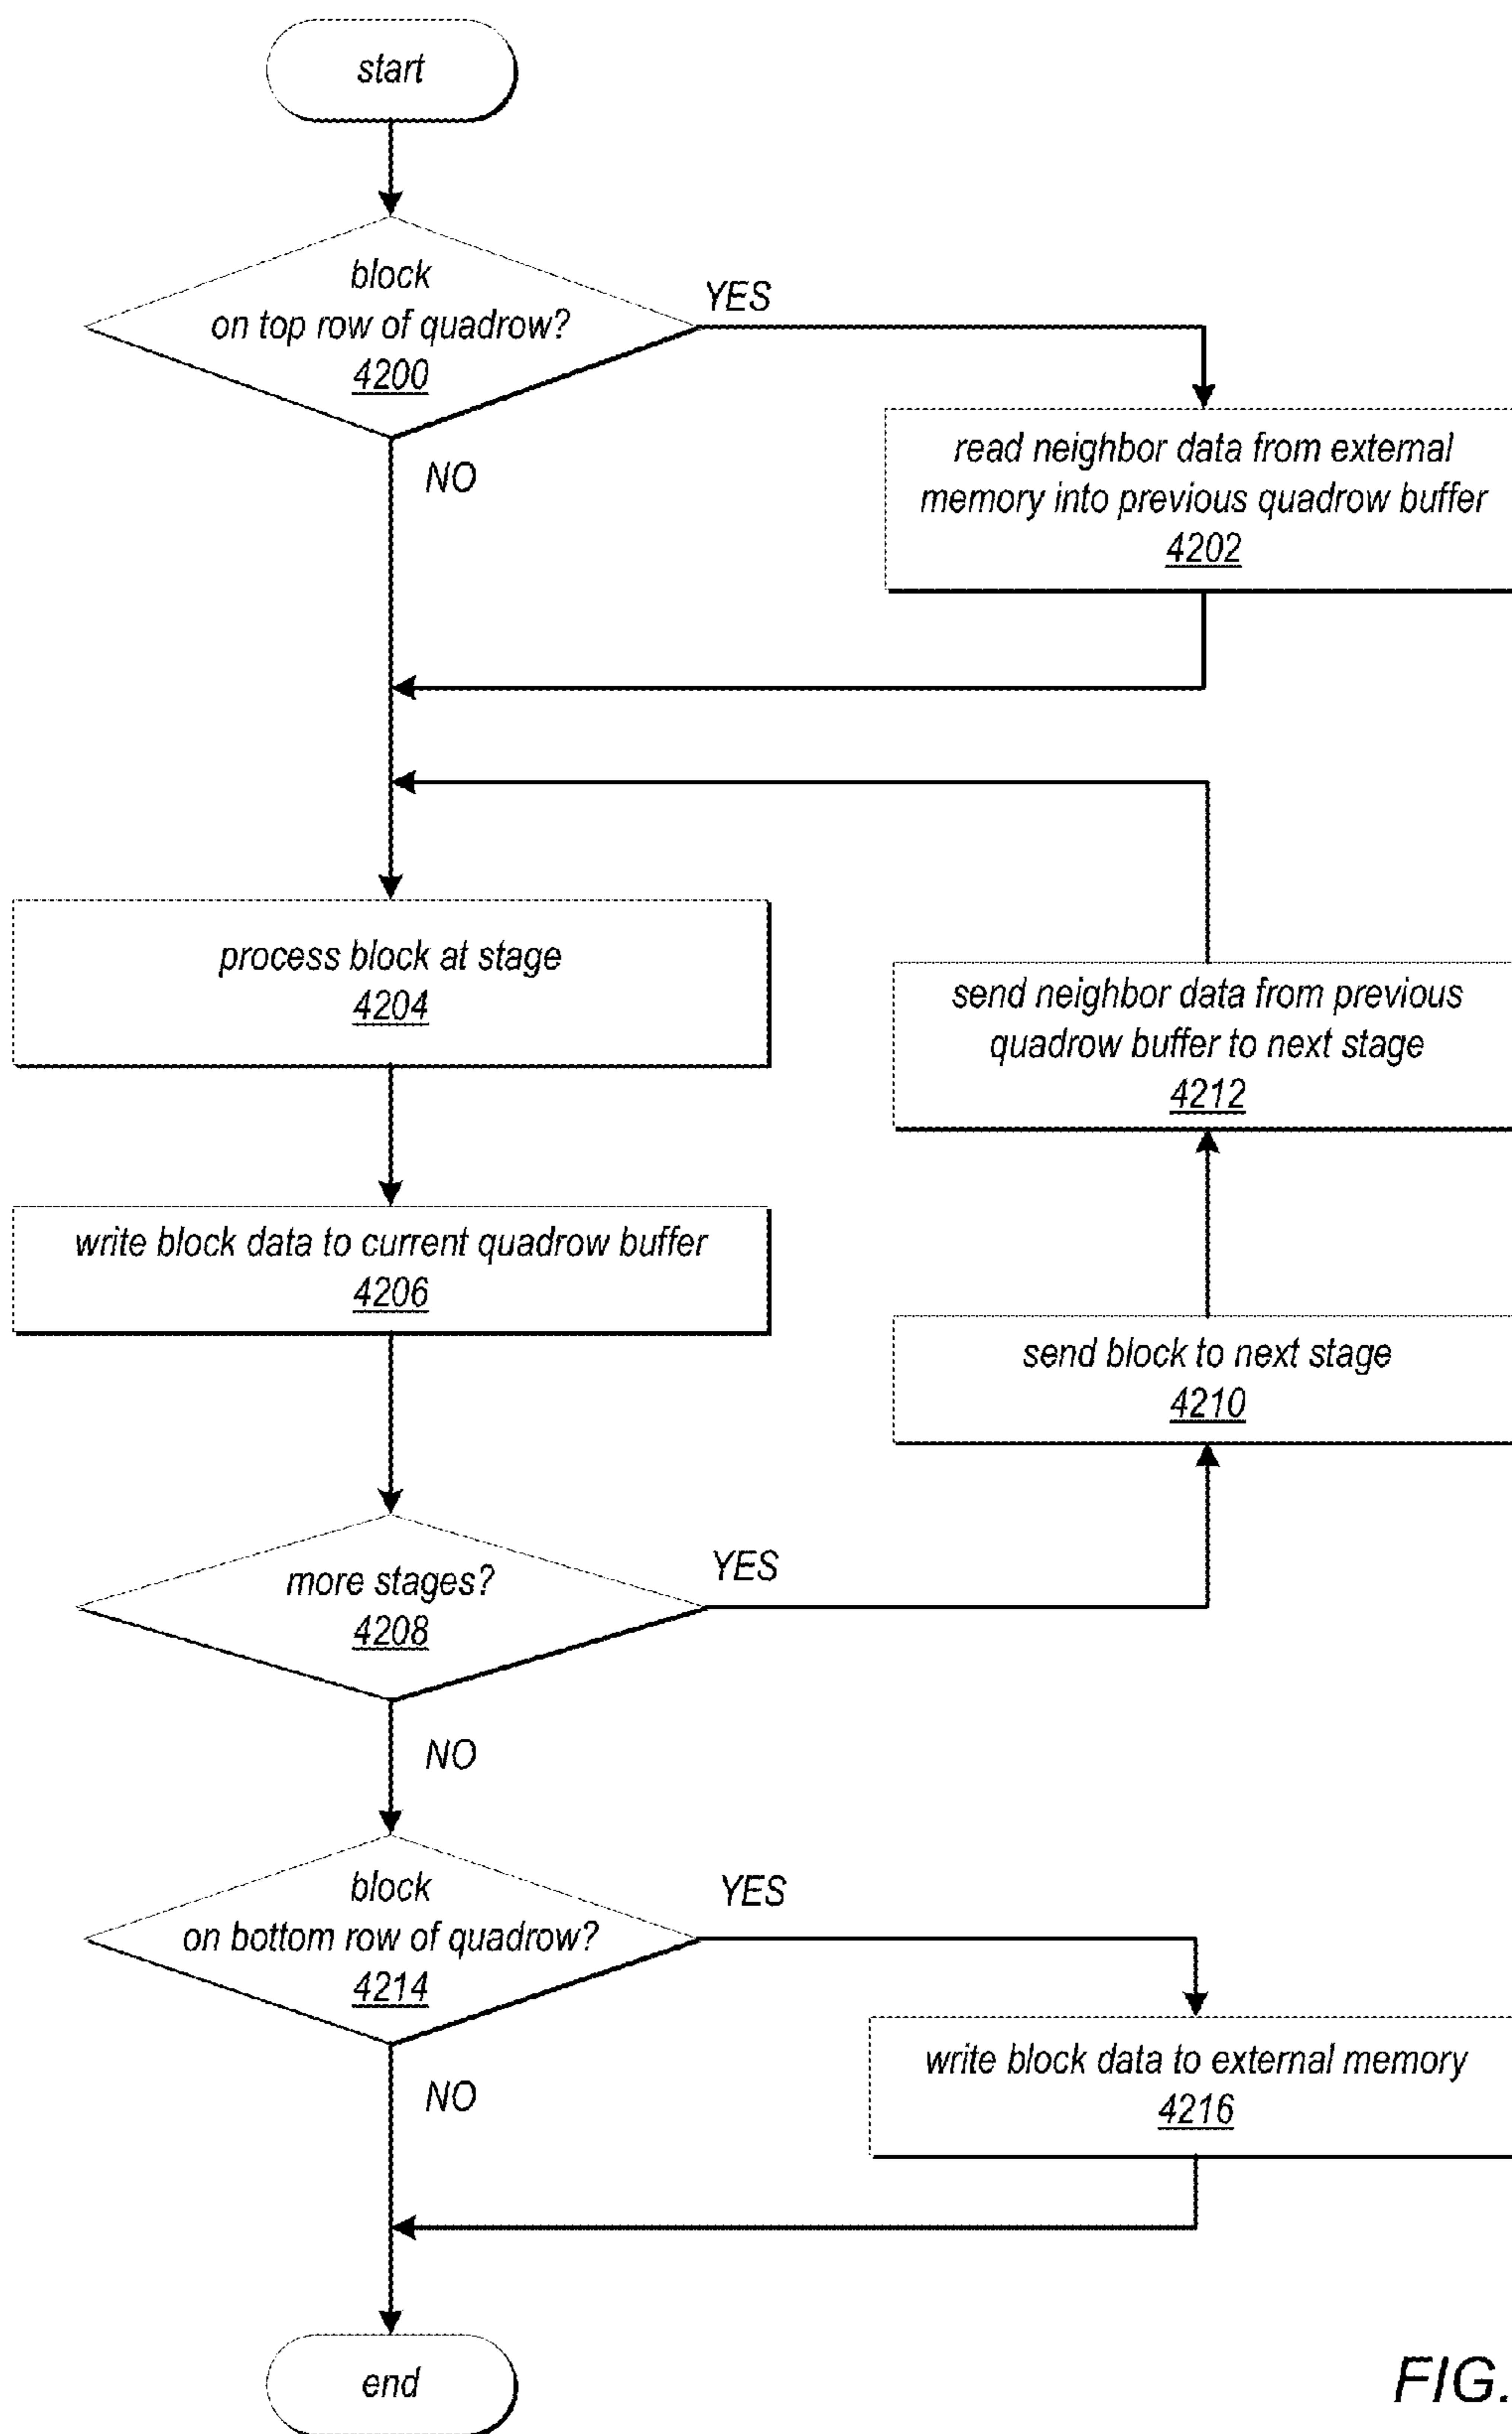 start
block
on top row of quadrow?
4200
YES
NO
read neighbor data from external
memory into previous quadrow buffer
4202
process block at stage
4204
send neighbor data from previous
quadrow buffer to next stage
4212
write block data to current quadrow buffer
4206
send block to next stage
4210
more stages?
4208
YES
NO
block
on bottom row of quadrow?
4214
YES
NO
write block data to external memory
4216
end
FIG.